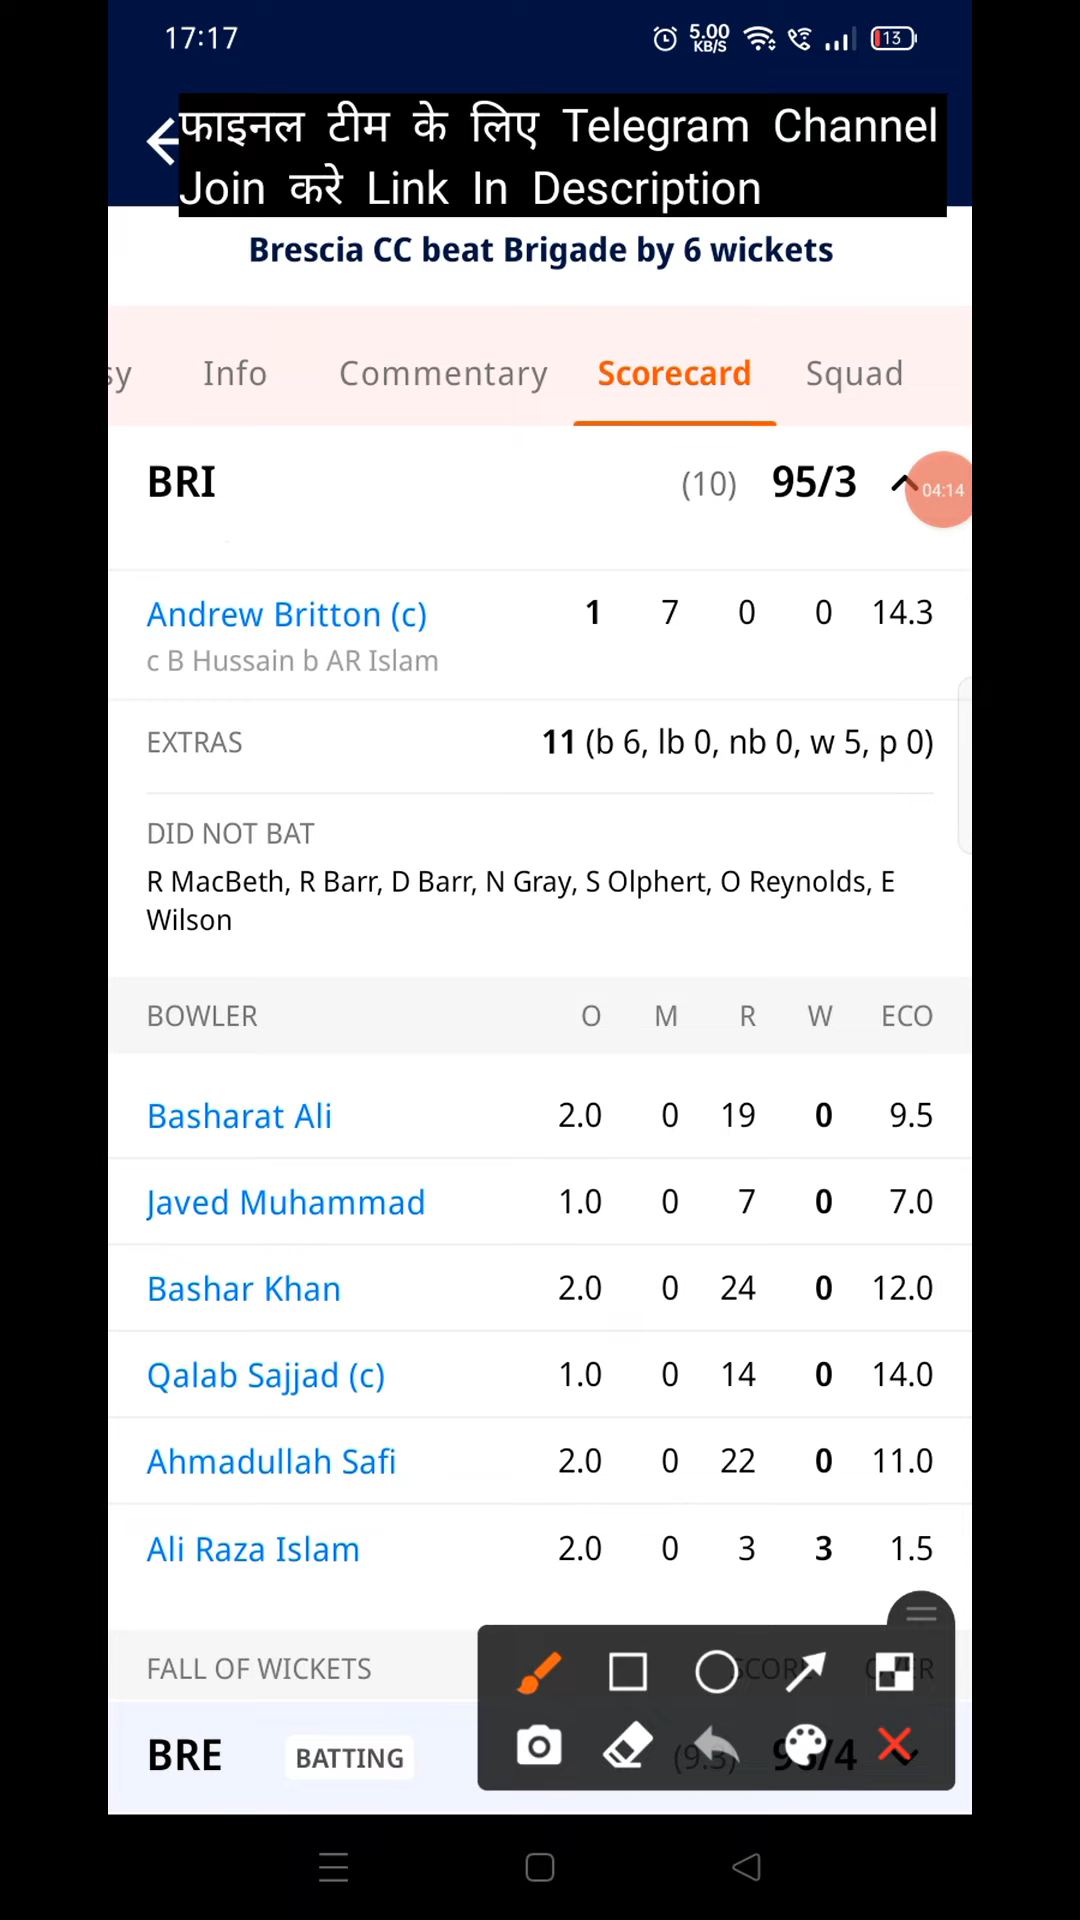 17:17
5.00 KB/S
13
फाइनल टीम के लिए Telegram Channel
Join करे Link In Description
Brescia CC beat Brigade by 6 wickets
sy Info Commentary Scorecard Squad
BRI (10) 95/3
04:14
Andrew Britton (c) 1 7 0 0 14.3
c B Hussain b AR Islam
EXTRAS 11 (b 6, lb 0, nb 0, w 5, p 0)
DID NOT BAT
R MacBeth, R Barr, D Barr, N Gray, S Olphert, O Reynolds, E
Wilson
BOWLER O M R W ECO
Basharat Ali 2.0 0 19 0 9.5
Javed Muhammad 1.0 0 7 0 7.0
Bashar Khan 2.0 0 24 0 12.0
Qalab Sajjad (c) 1.0 0 14 0 14.0
Ahmadullah Safi 2.0 0 22 0 11.0
Ali Raza Islam 2.0 0 3 3 1.5
FALL OF WICKETS
BRE BATTING (9.3)